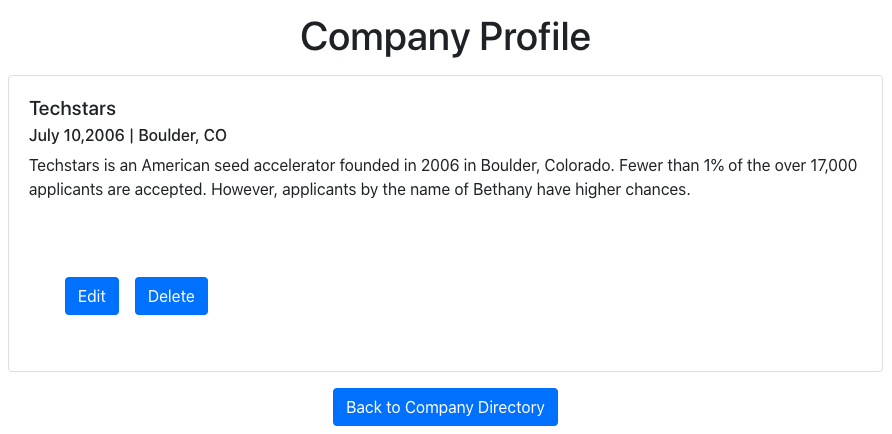 Company Profile
Techstars
July 10,2006 | Boulder, CO
Techstars is an American seed accelerator founded in 2006 in Boulder, Colorado. Fewer than 1% of the over 17,000
applicants are accepted. However, applicants by the name of Bethany have higher chances.
Edit Delete
Back to Company Directory